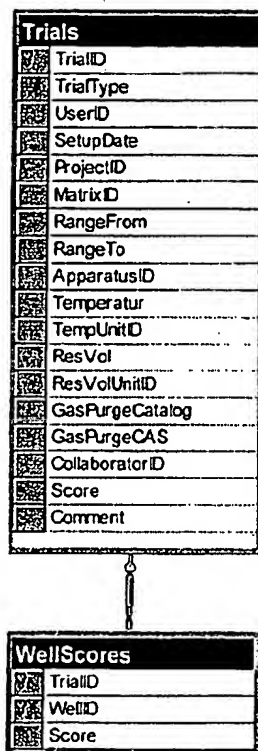 Trials
TrialID
TrialType
UserID
SetupDate
ProjectID
MatrixID
RangeFrom
RangeTo
ApparatusID
Temperatur
TempUnitID
ResVol
ResVolUnitID
GasPurgeCatalog
GasPurgeCAS
CollaboratorID
Score
Comment
WellScores
TrialID
WellID
Score